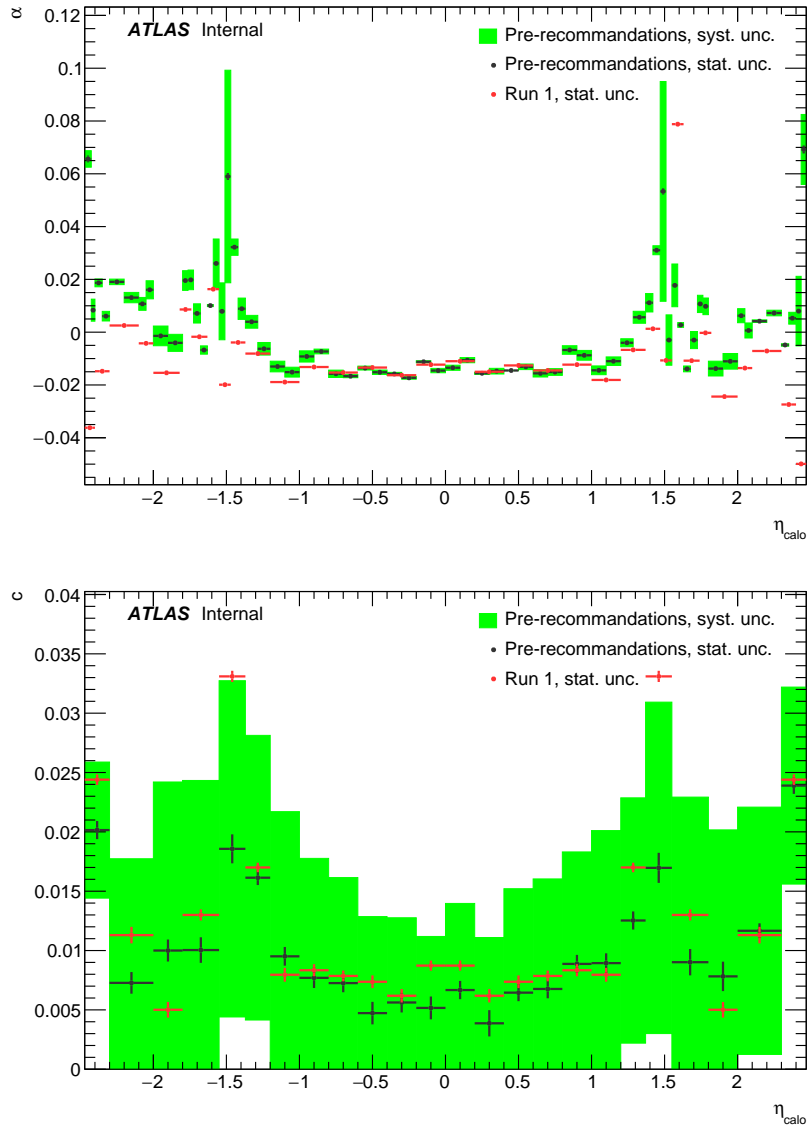 α
ATLAS Internal
Pre-recommandations, syst. unc.
Pre-recommandations, stat. unc.
Run 1, stat. unc.
0.12
0.1
0.08
0.06
0.04
0.02
0
−0.02
−0.04
−2 −1.5 −1 −0.5 0 0.5 1 1.5 2
η calo
c
ATLAS Internal
Pre-recommandations, syst. unc.
Pre-recommandations, stat. unc.
Run 1, stat. unc.
0.04
0.035
0.03
0.025
0.02
0.015
0.01
0.005
0
−2 −1.5 −1 −0.5 0 0.5 1 1.5 2
η calo